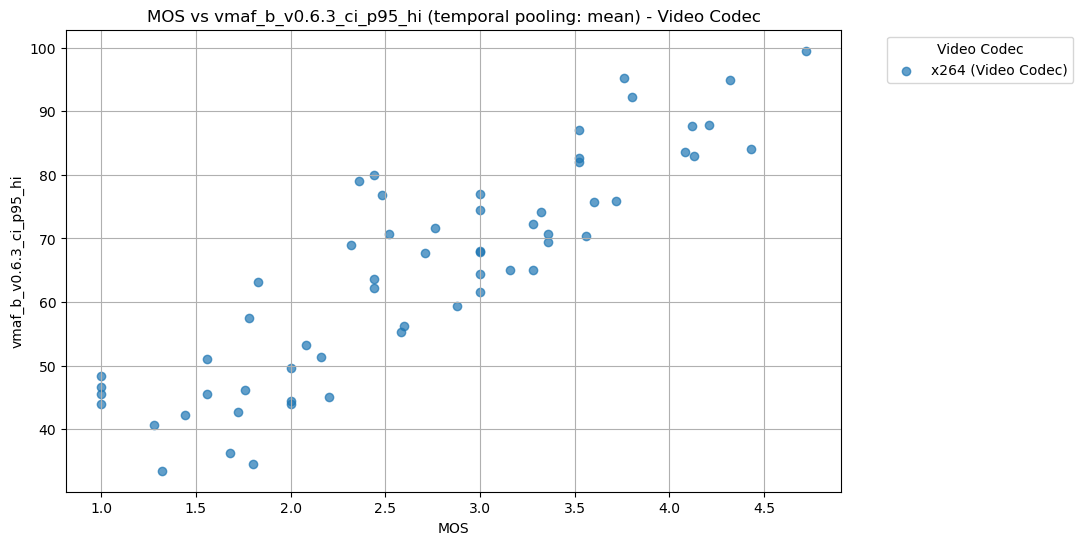 MOS vs vmaf_b_v0.6.3_ci_p95_hi (temporal pooling: mean) - Video Codec
Video Codec
x264 (Video Codec)
vmaf_b_v0.6.3_ci_p95_hi
100
90
80
70
60
50
40
1.0 1.5 2.0 2.5 3.0 3.5 4.0 4.5
MOS